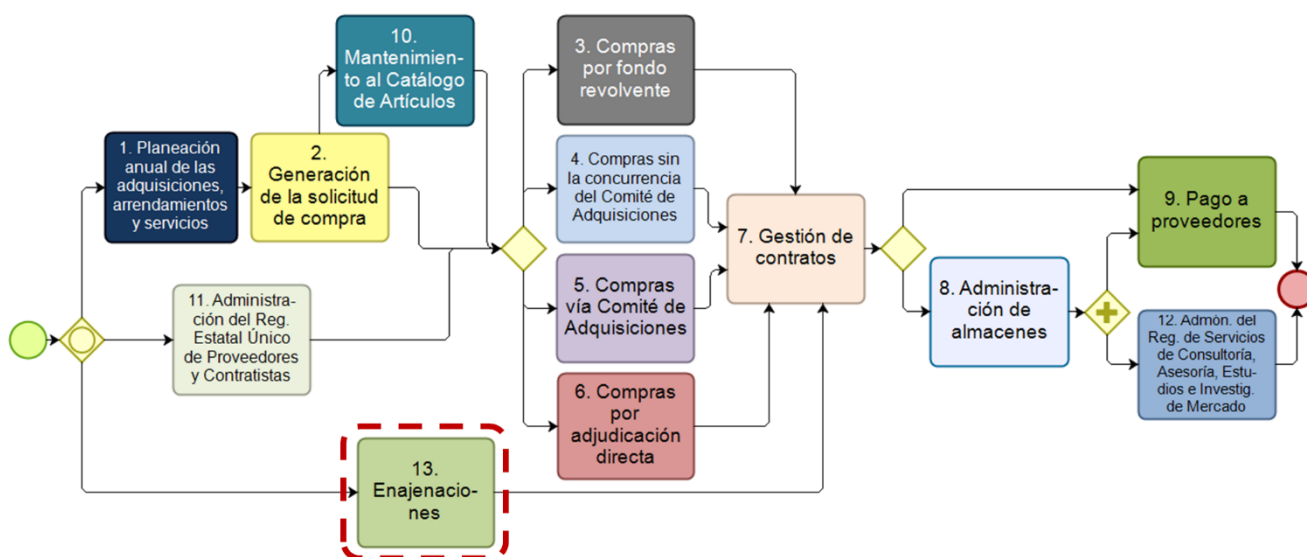 10.
Mantenimien-
to al Catálogo
de Artículos
3. Compras
por fondo
revolvente
1. Planeación
anual de las
adquisiciones,
arrendamientos
y servicios
2.
Generación
de la solicitud
de compra
4. Compras sin
la concurrencia
del Comité de
Adquisiciones
7. Gestión de
contratos
9. Pago a
proveedores
11. Administra-
ción del Reg.
Estatal Único
de Proveedores
y Contratistas
5. Compras
vía Comité de
Adquisiciones
8. Administra-
ción de
almacenes
12. Admòn. del
Reg. de Servicios
de Consultoría,
Asesoría, Estu-
dios e Investig.
de Mercado
6. Compras
por
adjudicación
directa
13.
Enajenacio-
nes